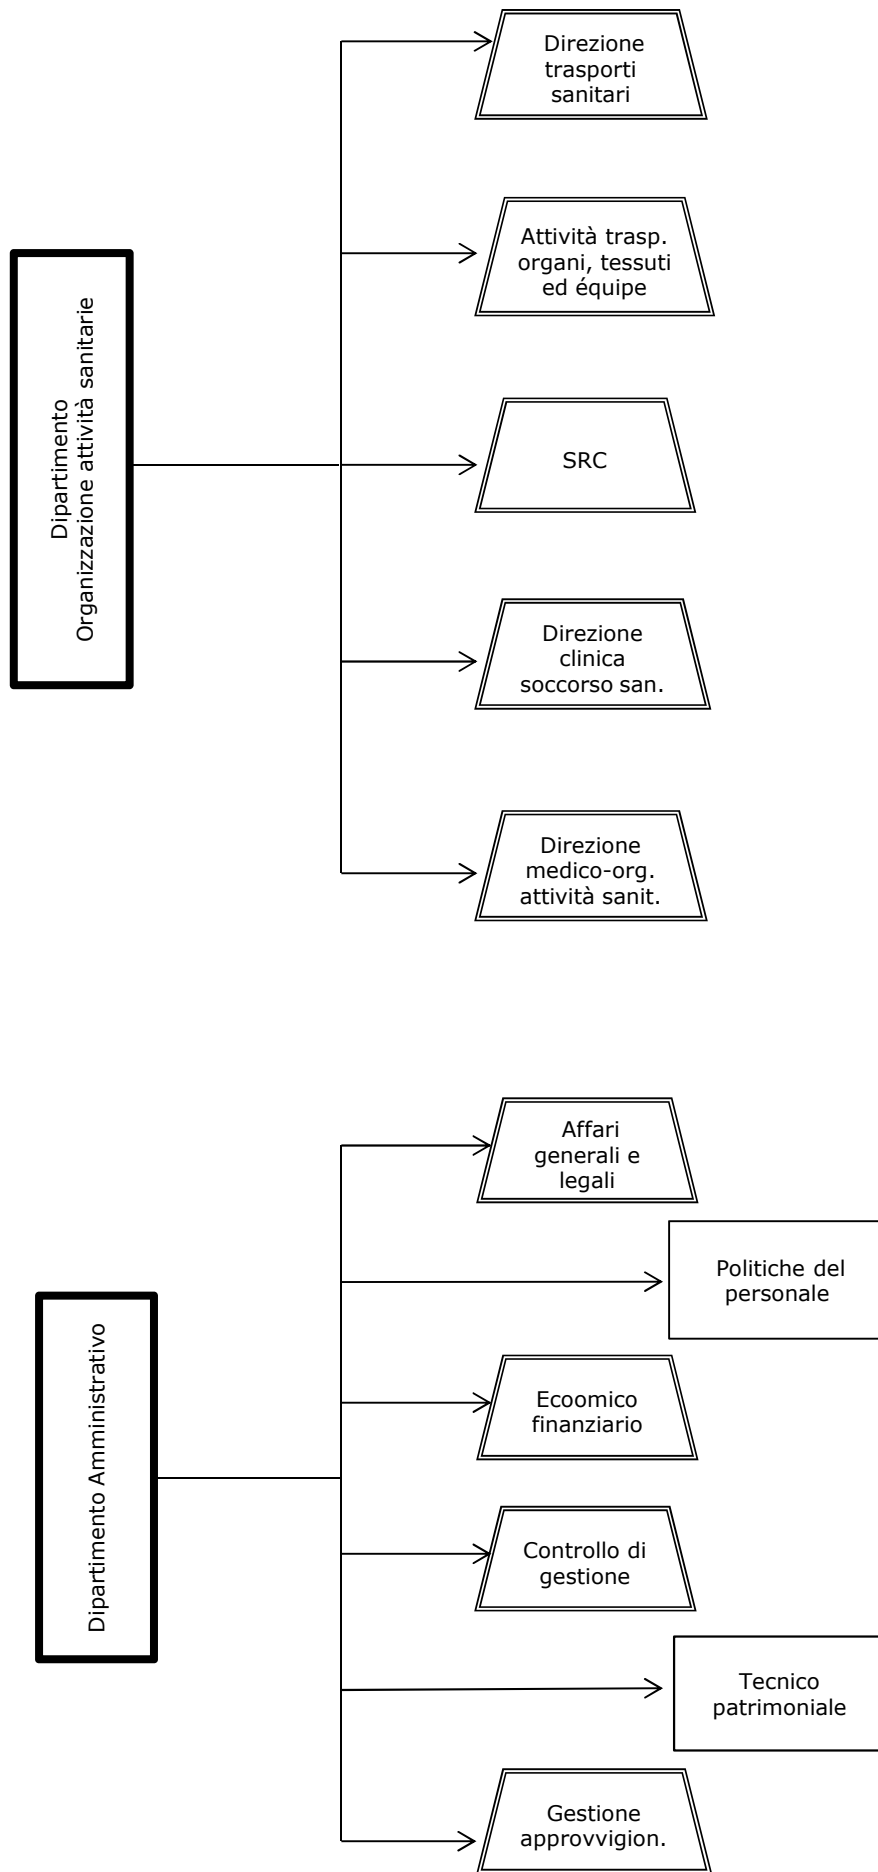 Direzione
trasporti
sanitari
Attività trasp.
organi, tessuti
ed équipe
Dipartimento
Organizzazione attività sanitarie
SRC
Direzione
clinica
soccorso san.
Direzione
medico-org.
attività sanit.
Affari
generali e
legali
Politiche del
personale
Dipartimento Amministrativo
Ecoomico
finanziario
Controllo di
gestione
Tecnico
patrimoniale
Gestione
approvvigion.